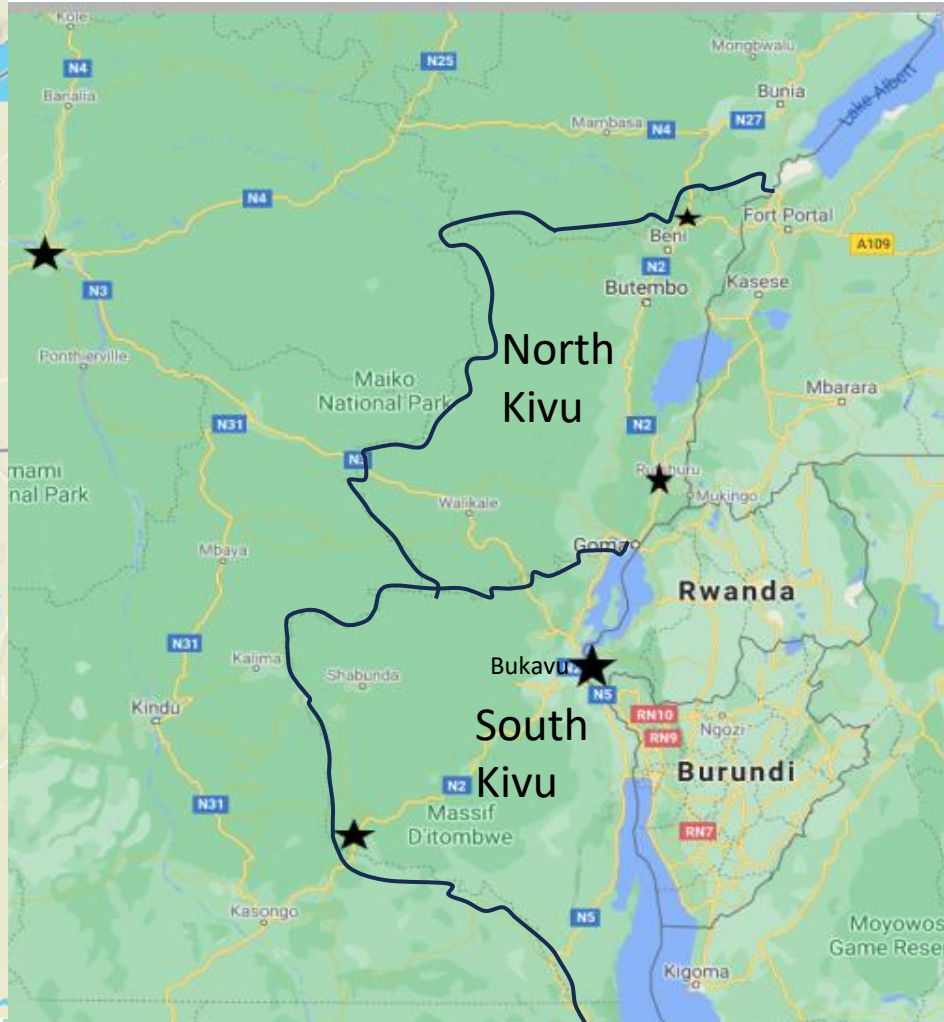 Kole
N4
Banalia
N25
Mongbwalu
Bunia
Lake Albert
Mambasa
N4
N27
N4
Fort Portal
Beni
A109
N3
N2
Kasese
Butembo
Ponthierville
North
Kivu
Maiko
National Park
Mbarara
N31
N2
mami
nal Park
Mukingo
Walikale
Mbaya
Goma
Rwanda
N31
Kalima
Shabunda
Bukavu
N5
Kindu
RN10
South
Kivu
Ngozi
RN9
Burundi
N2
N31
Massif
D'itombwe
RN7
Kasongo
N5
Moyowos
Game Rese
Kigoma